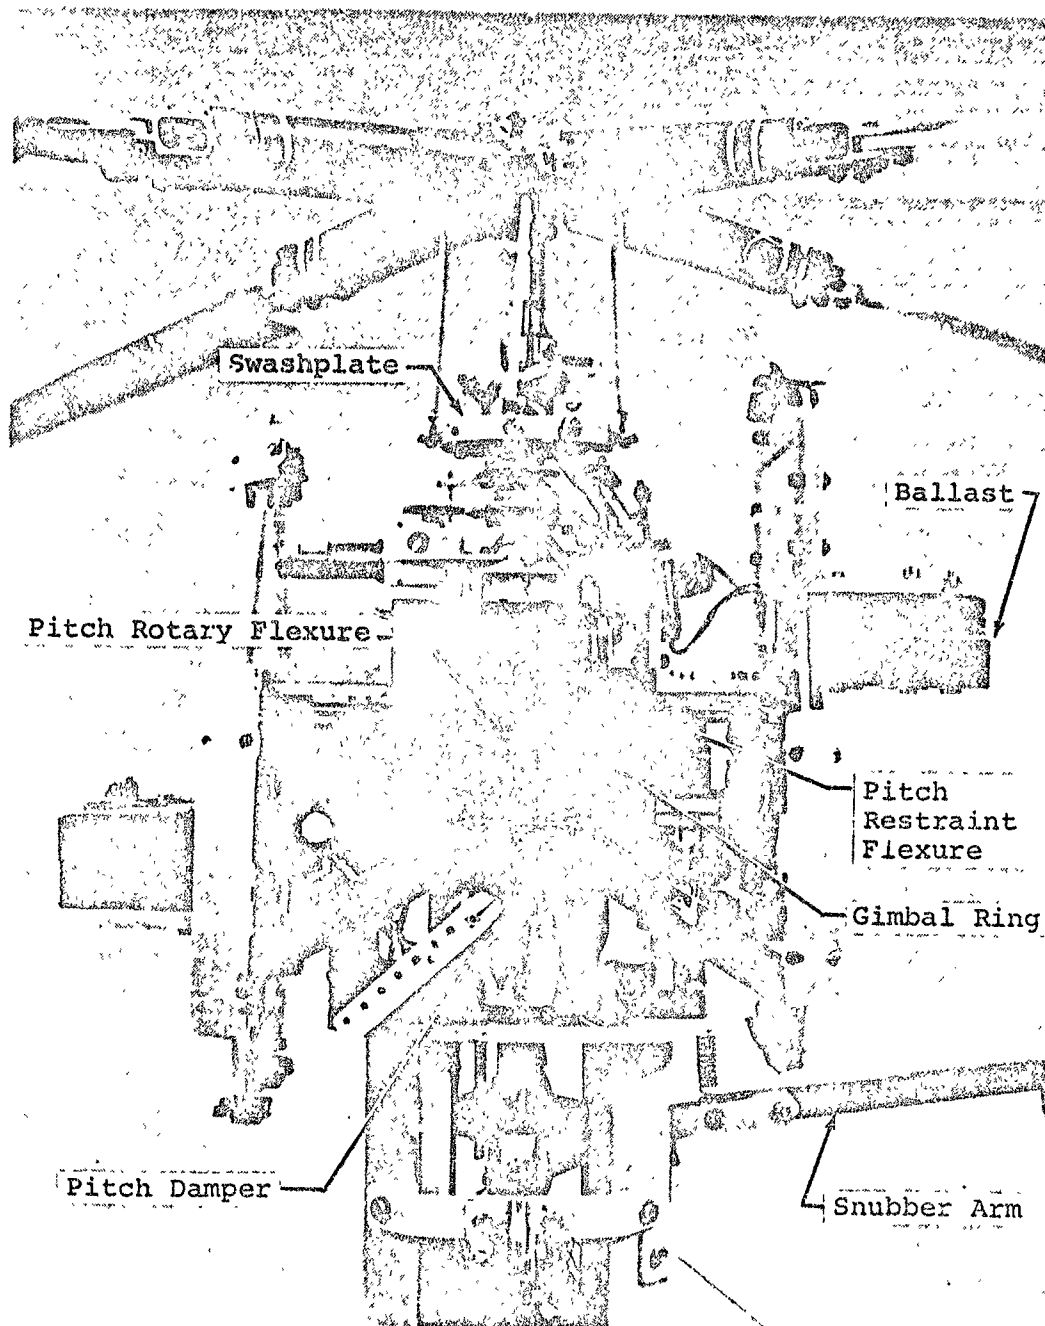 Swashplate
Ballast
Pitch Rotary Flexure
Pitch
Restraint
Flexure
Gimbal Ring
Pitch Damper
Snubber Arm